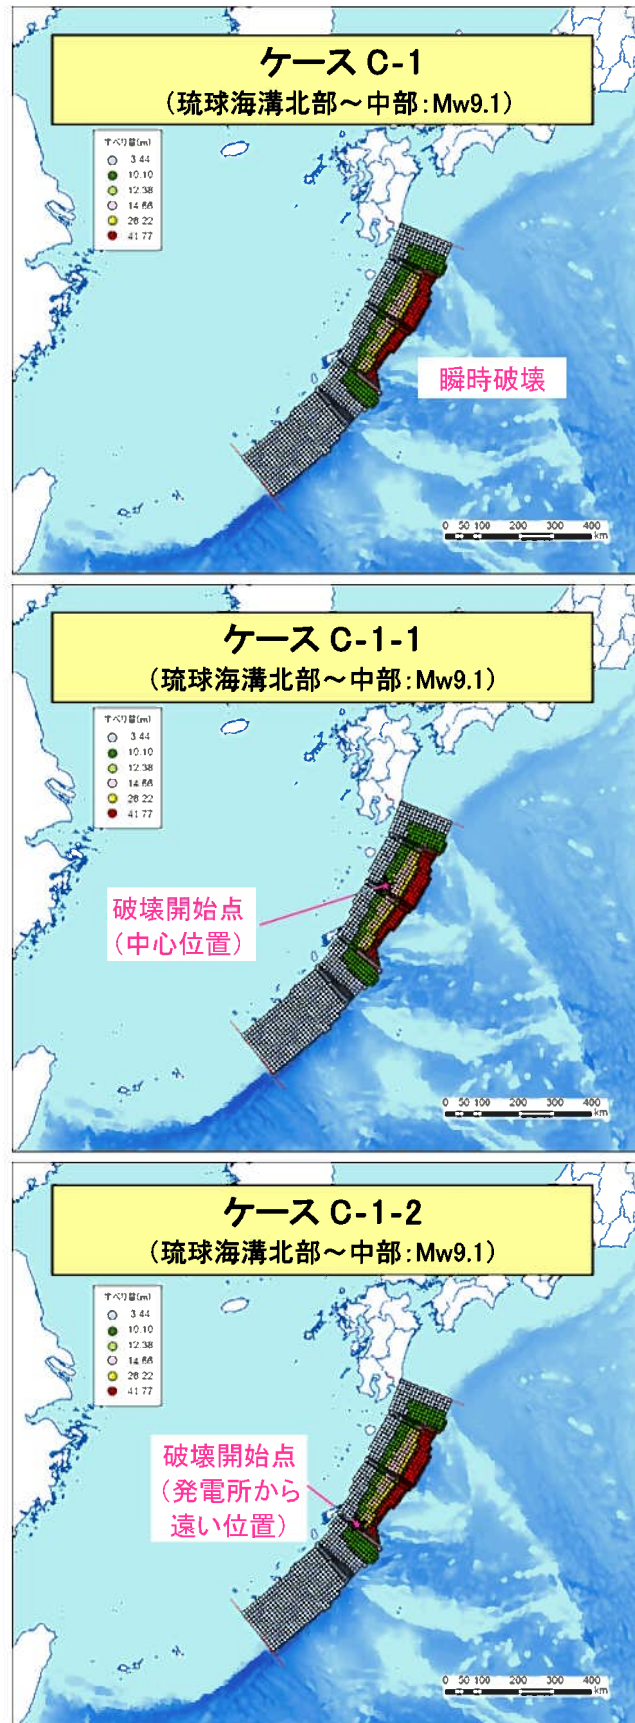 ケース C-1
(琉球海溝北部～中部:Mw9.1)
すべり量(m)
3.44
10.10
12.38
14.66
26.22
41.77
瞬時破壊
0 50 100 200 300 400
km
ケース C-1-1
(琉球海溝北部～中部:Mw9.1)
すべり量(m)
3.44
10.10
12.38
14.66
26.22
41.77
破壊開始点
(中心位置)
0 50 100 200 300 400
km
ケース C-1-2
(琉球海溝北部～中部:Mw9.1)
すべり量(m)
3.44
10.10
12.38
14.66
26.22
41.77
破壊開始点
(発電所から
遠い位置)
0 50 100 200 300 400
km